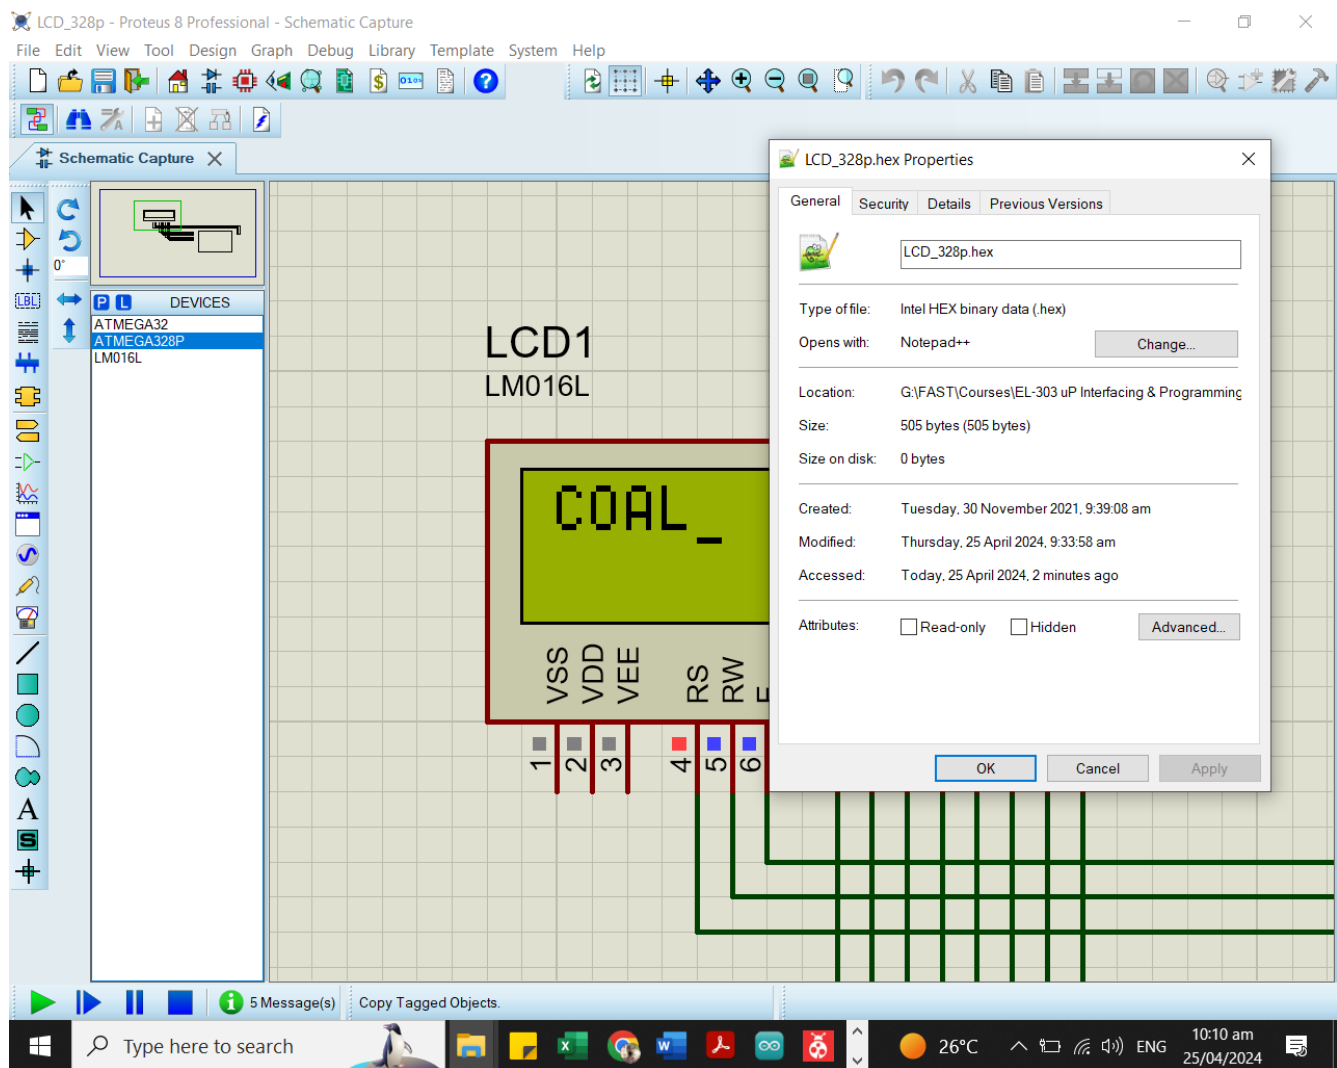 LCD_328p - Proteus 8 Professional - Schematic Capture
File Edit View Tool Design Graph Debug Library Template System Help
Schematic Capture
0°
LBL
P L DEVICES
ATMEGA32
ATMEGA328P
LM016L
A
S
LCD1
LM016L
COAL_
VSS
VDD
VEE
RS
RW
1
2
3
4
5
6
LCD_328p.hex Properties
General Security Details Previous Versions
LCD_328p.hex
Type of file: Intel HEX binary data (.hex)
Opens with: Notepad++ Change...
Location: G:\FAST\Courses\EL-303 uP Interfacing & Programming
Size: 505 bytes (505 bytes)
Size on disk: 0 bytes
Created: Tuesday, 30 November 2021, 9:39:08 am
Modified: Thursday, 25 April 2024, 9:33:58 am
Accessed: Today, 25 April 2024, 2 minutes ago
Attributes: Read-only Hidden Advanced...
OK Cancel Apply
5 Message(s) Copy Tagged Objects.
Type here to search
26°C ENG 10:10 am
25/04/2024